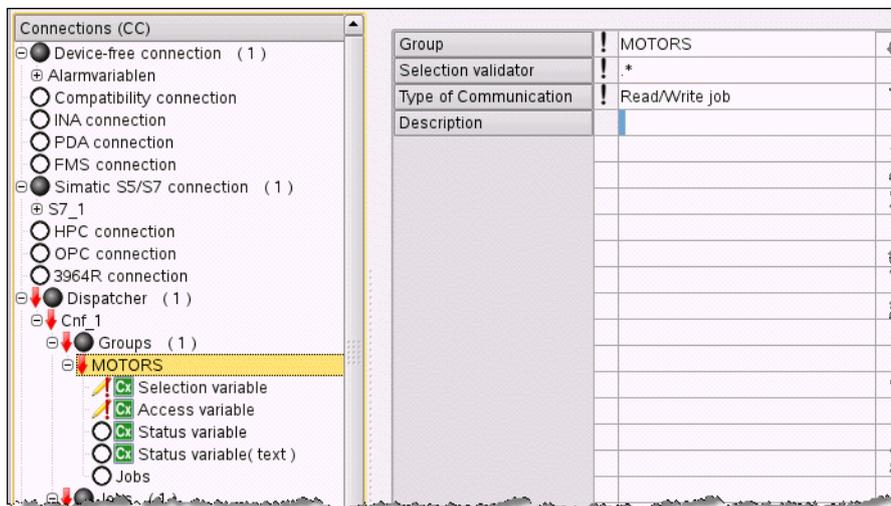 Connections (CC)
Device-free connection (1)
Alarmvariablen
Compatibility connection
INA connection
PDA connection
FMS connection
Simatic S5/S7 connection (1)
S7_1
HPC connection
OPC connection
3964R connection
Dispatcher (1)
Cnf_1
Groups (1)
MOTORS
Cx Selection variable
Cx Access variable
Cx Status variable
Cx Status variable( text )
Jobs
Group ! MOTORS
Selection validator ! .*
Type of Communication ! Read/Write job
Description